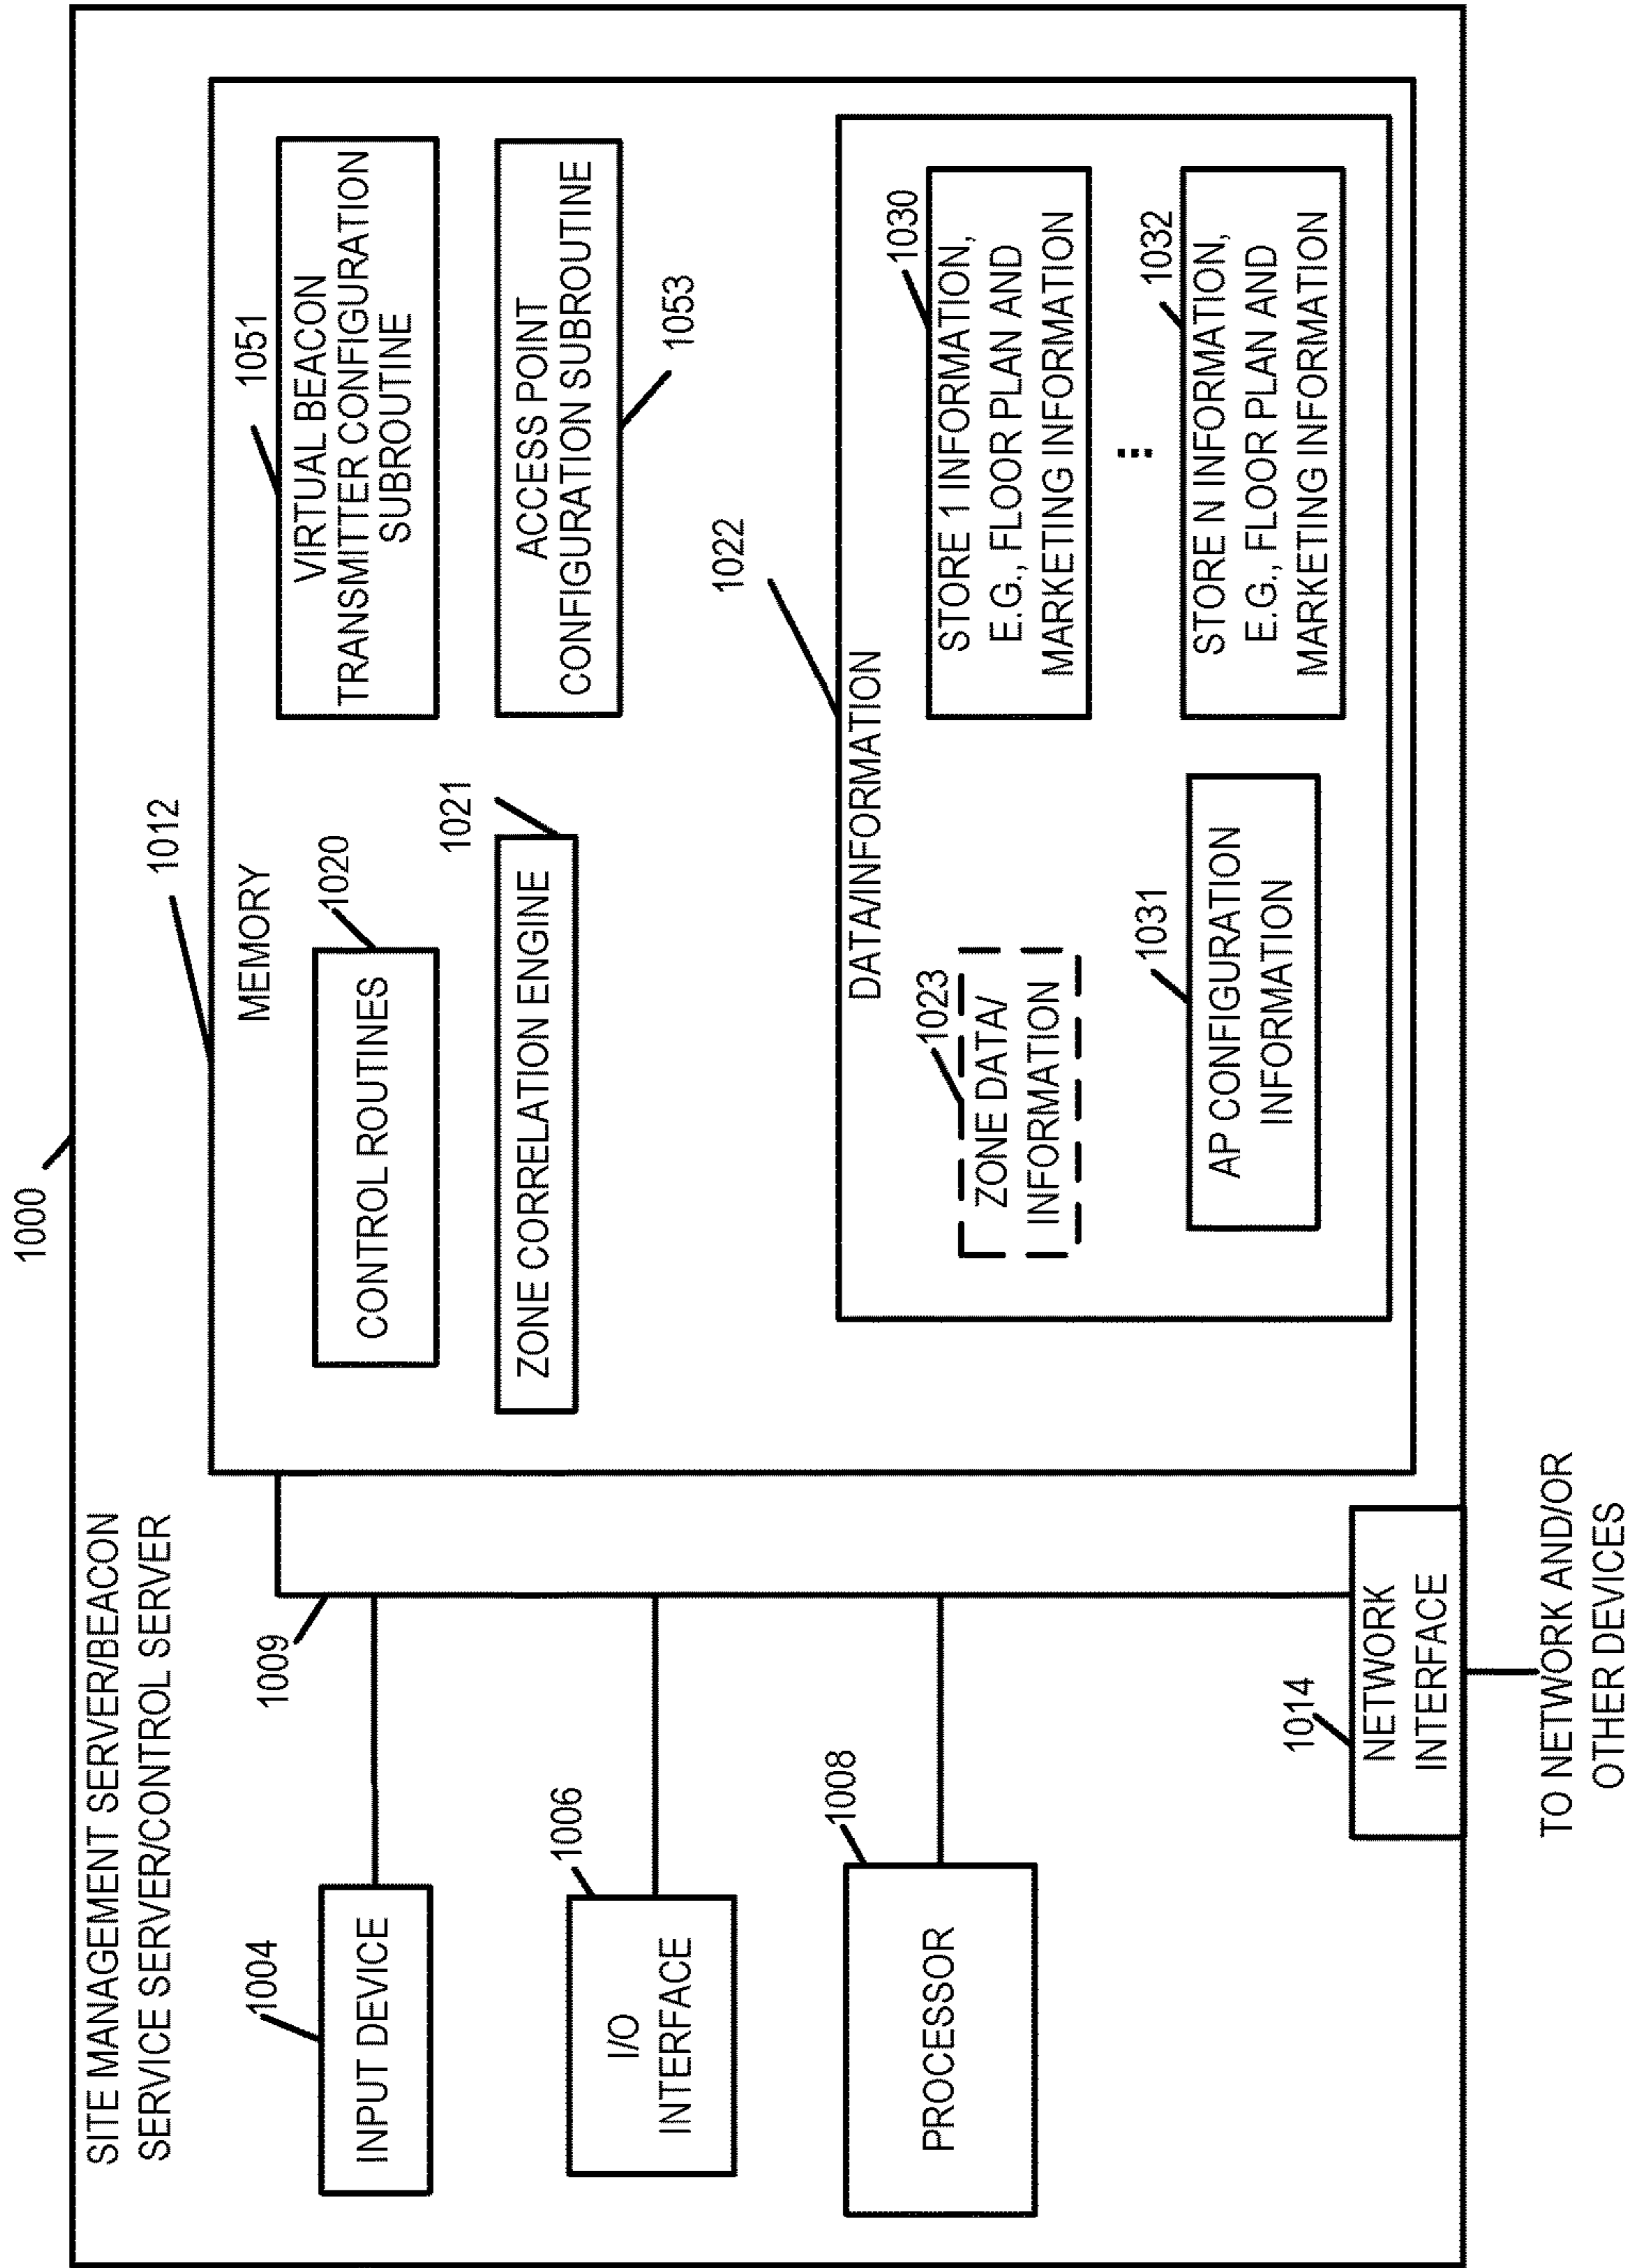 1000
SITE MANAGEMENT SERVER/BEACON
SERVICE SERVER/CONTROL SERVER
1004
INPUT DEVICE
1006
I/O
INTERFACE
1008
PROCESSOR
1009
1014
NETWORK
INTERFACE
TO NETWORK AND/OR
OTHER DEVICES
1012
MEMORY
1020
CONTROL ROUTINES
1021
ZONE CORRELATION ENGINE
1051
VIRTUAL BEACON
TRANSMITTER CONFIGURATION
SUBROUTINE
ACCESS POINT
CONFIGURATION SUBROUTINE
1053
1022
DATA/INFORMATION
1023
ZONE DATA/
INFORMATION
1031
AP CONFIGURATION
INFORMATION
1030
STORE 1 INFORMATION,
E.G., FLOOR PLAN AND
MARKETING INFORMATION
...
1032
STORE N INFORMATION,
E.G., FLOOR PLAN AND
MARKETING INFORMATION